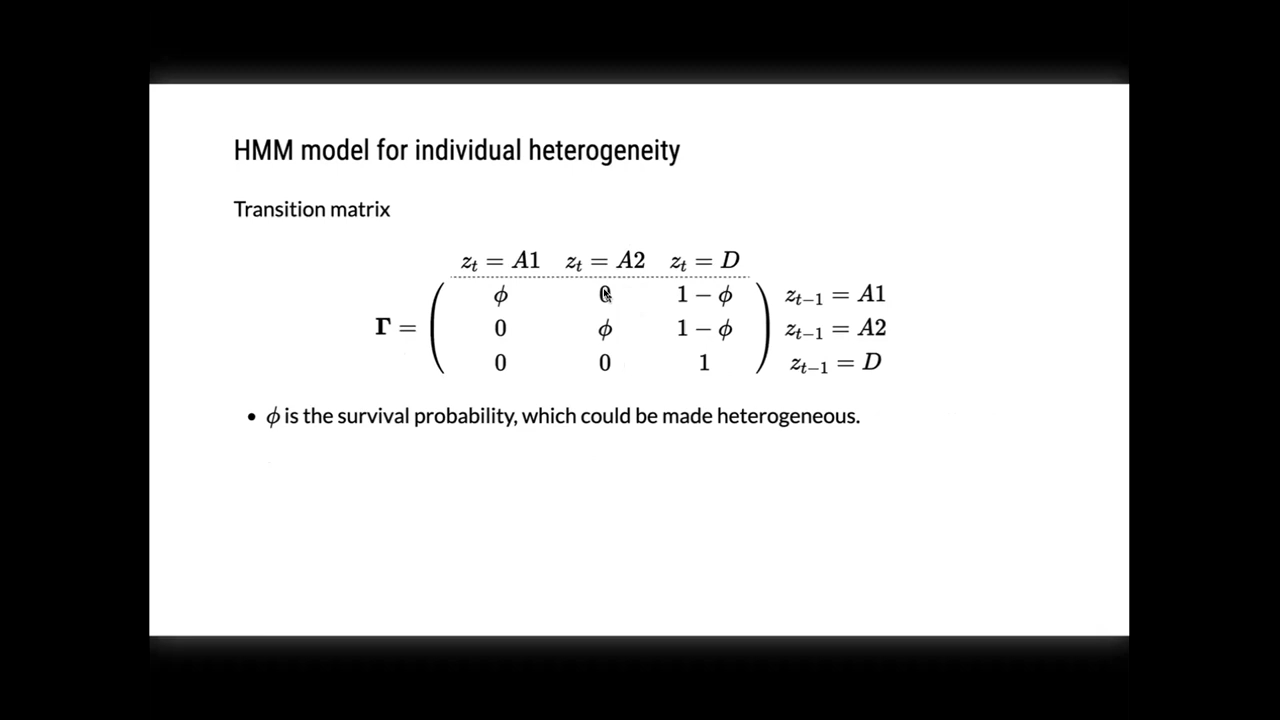 HMM model for individual heterogeneity
Transition matrix
z_t = A1 z_t = A2 z_t = D
ϕ 0 1 − ϕ z_{t−1} = A1
Γ = 0 ϕ 1 − ϕ z_{t−1} = A2
0 0 1 z_{t−1} = D
• ϕ is the survival probability, which could be made heterogeneous.